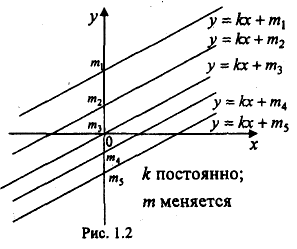 y
y = kx + m₁
y = kx + m₂
m₁
y = kx + m₃
m₂
y = kx + m₄
m₃
y = kx + m₅
0
x
m₄
m₅
k постоянно;
m меняется
Рис. 1.2